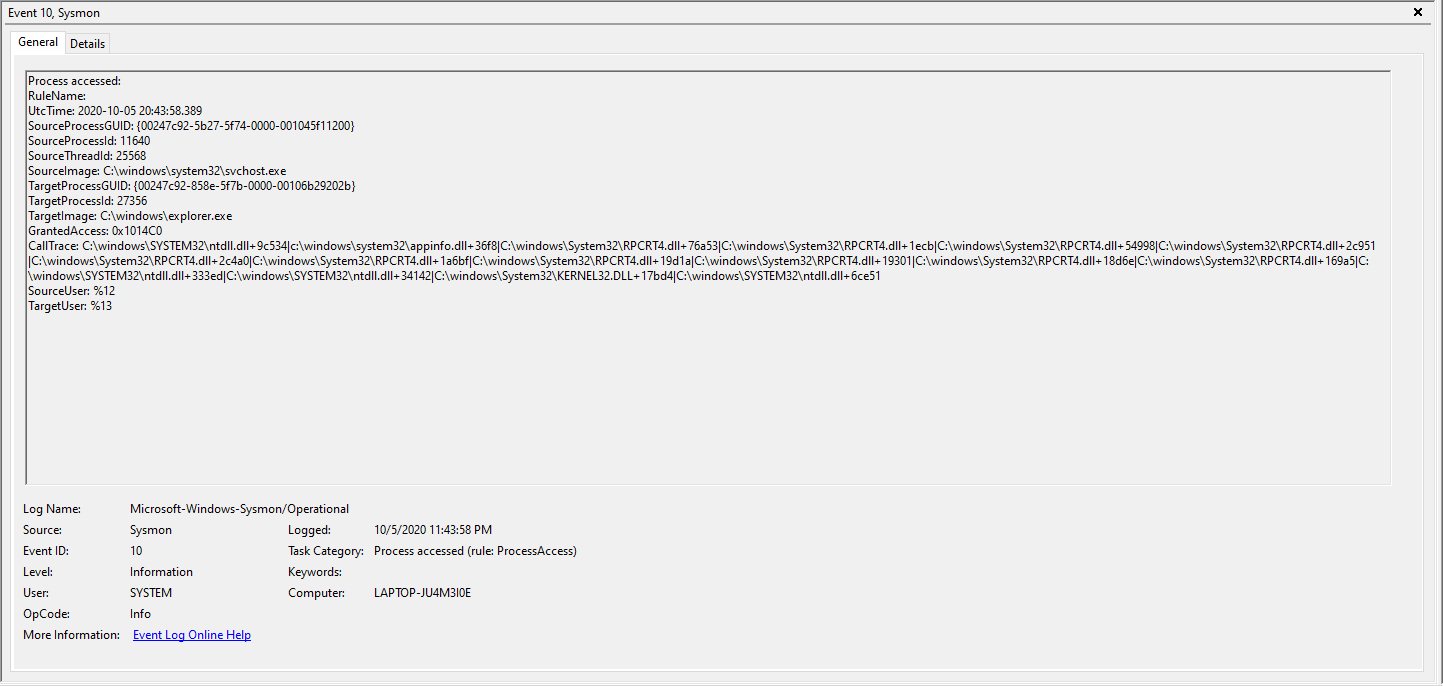 Event 10, Sysmon
General Details
Process accessed:
RuleName:
UtcTime: 2020-10-05 20:43:58.389
SourceProcessGUID: {00247c92-5b27-5f74-0000-001045f11200}
SourceProcessId: 11640
SourceThreadId: 25568
SourceImage: C:\windows\system32\svchost.exe
TargetProcessGUID: {00247c92-858e-5f7b-0000-00106b29202b}
TargetProcessId: 27356
TargetImage: C:\windows\explorer.exe
GrantedAccess: 0x1014C0
CallTrace: C:\windows\SYSTEM32\ntdll.dll+9c534|c:\windows\system32\appinfo.dll+36f8|C:\windows\System32\RPCRT4.dll+76a53|C:\windows\System32\RPCRT4.dll+1ecb|C:\windows\System32\RPCRT4.dll+54998|C:\windows\System32\RPCRT4.dll+2c951
|C:\windows\System32\RPCRT4.dll+2c4a0|C:\windows\System32\RPCRT4.dll+1a6bf|C:\windows\System32\RPCRT4.dll+19d1a|C:\windows\System32\RPCRT4.dll+19301|C:\windows\System32\RPCRT4.dll+18d6e|C:\windows\System32\RPCRT4.dll+169a5|C:
\windows\SYSTEM32\ntdll.dll+333ed|C:\windows\SYSTEM32\ntdll.dll+34142|C:\windows\System32\KERNEL32.DLL+17bd4|C:\windows\SYSTEM32\ntdll.dll+6ce51
SourceUser: %12
TargetUser: %13
Log Name: Microsoft-Windows-Sysmon/Operational
Source: Sysmon Logged: 10/5/2020 11:43:58 PM
Event ID: 10 Task Category: Process accessed (rule: ProcessAccess)
Level: Information Keywords:
User: SYSTEM Computer: LAPTOP-JU4M3I0E
OpCode: Info
More Information: Event Log Online Help